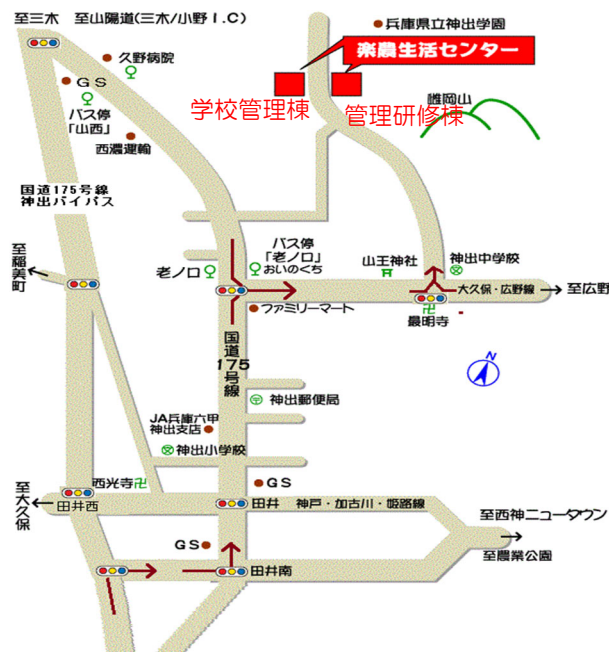 至三木　至山陽道(三木/小野 I.C)
兵庫県立神出学園
楽農生活センター
久野病院
GS
バス停
「山西」
学校管理棟
管理研修棟
雌岡山
西濃運輸
国道175号線
神出バイパス
至稲美町
バス停
「老ノ口」
おいのくち
老ノ口
山王神社
神出中学校
大久保・広野線
至広野
ファミリーマート
最明寺
国道175号線
N
神出郵便局
JA兵庫六甲
神出支店
神出小学校
西光寺
GS
至大久保
田井西
田井
神戸・加古川・姫路線
至西神ニュータウン
至農業公園
GS
田井南